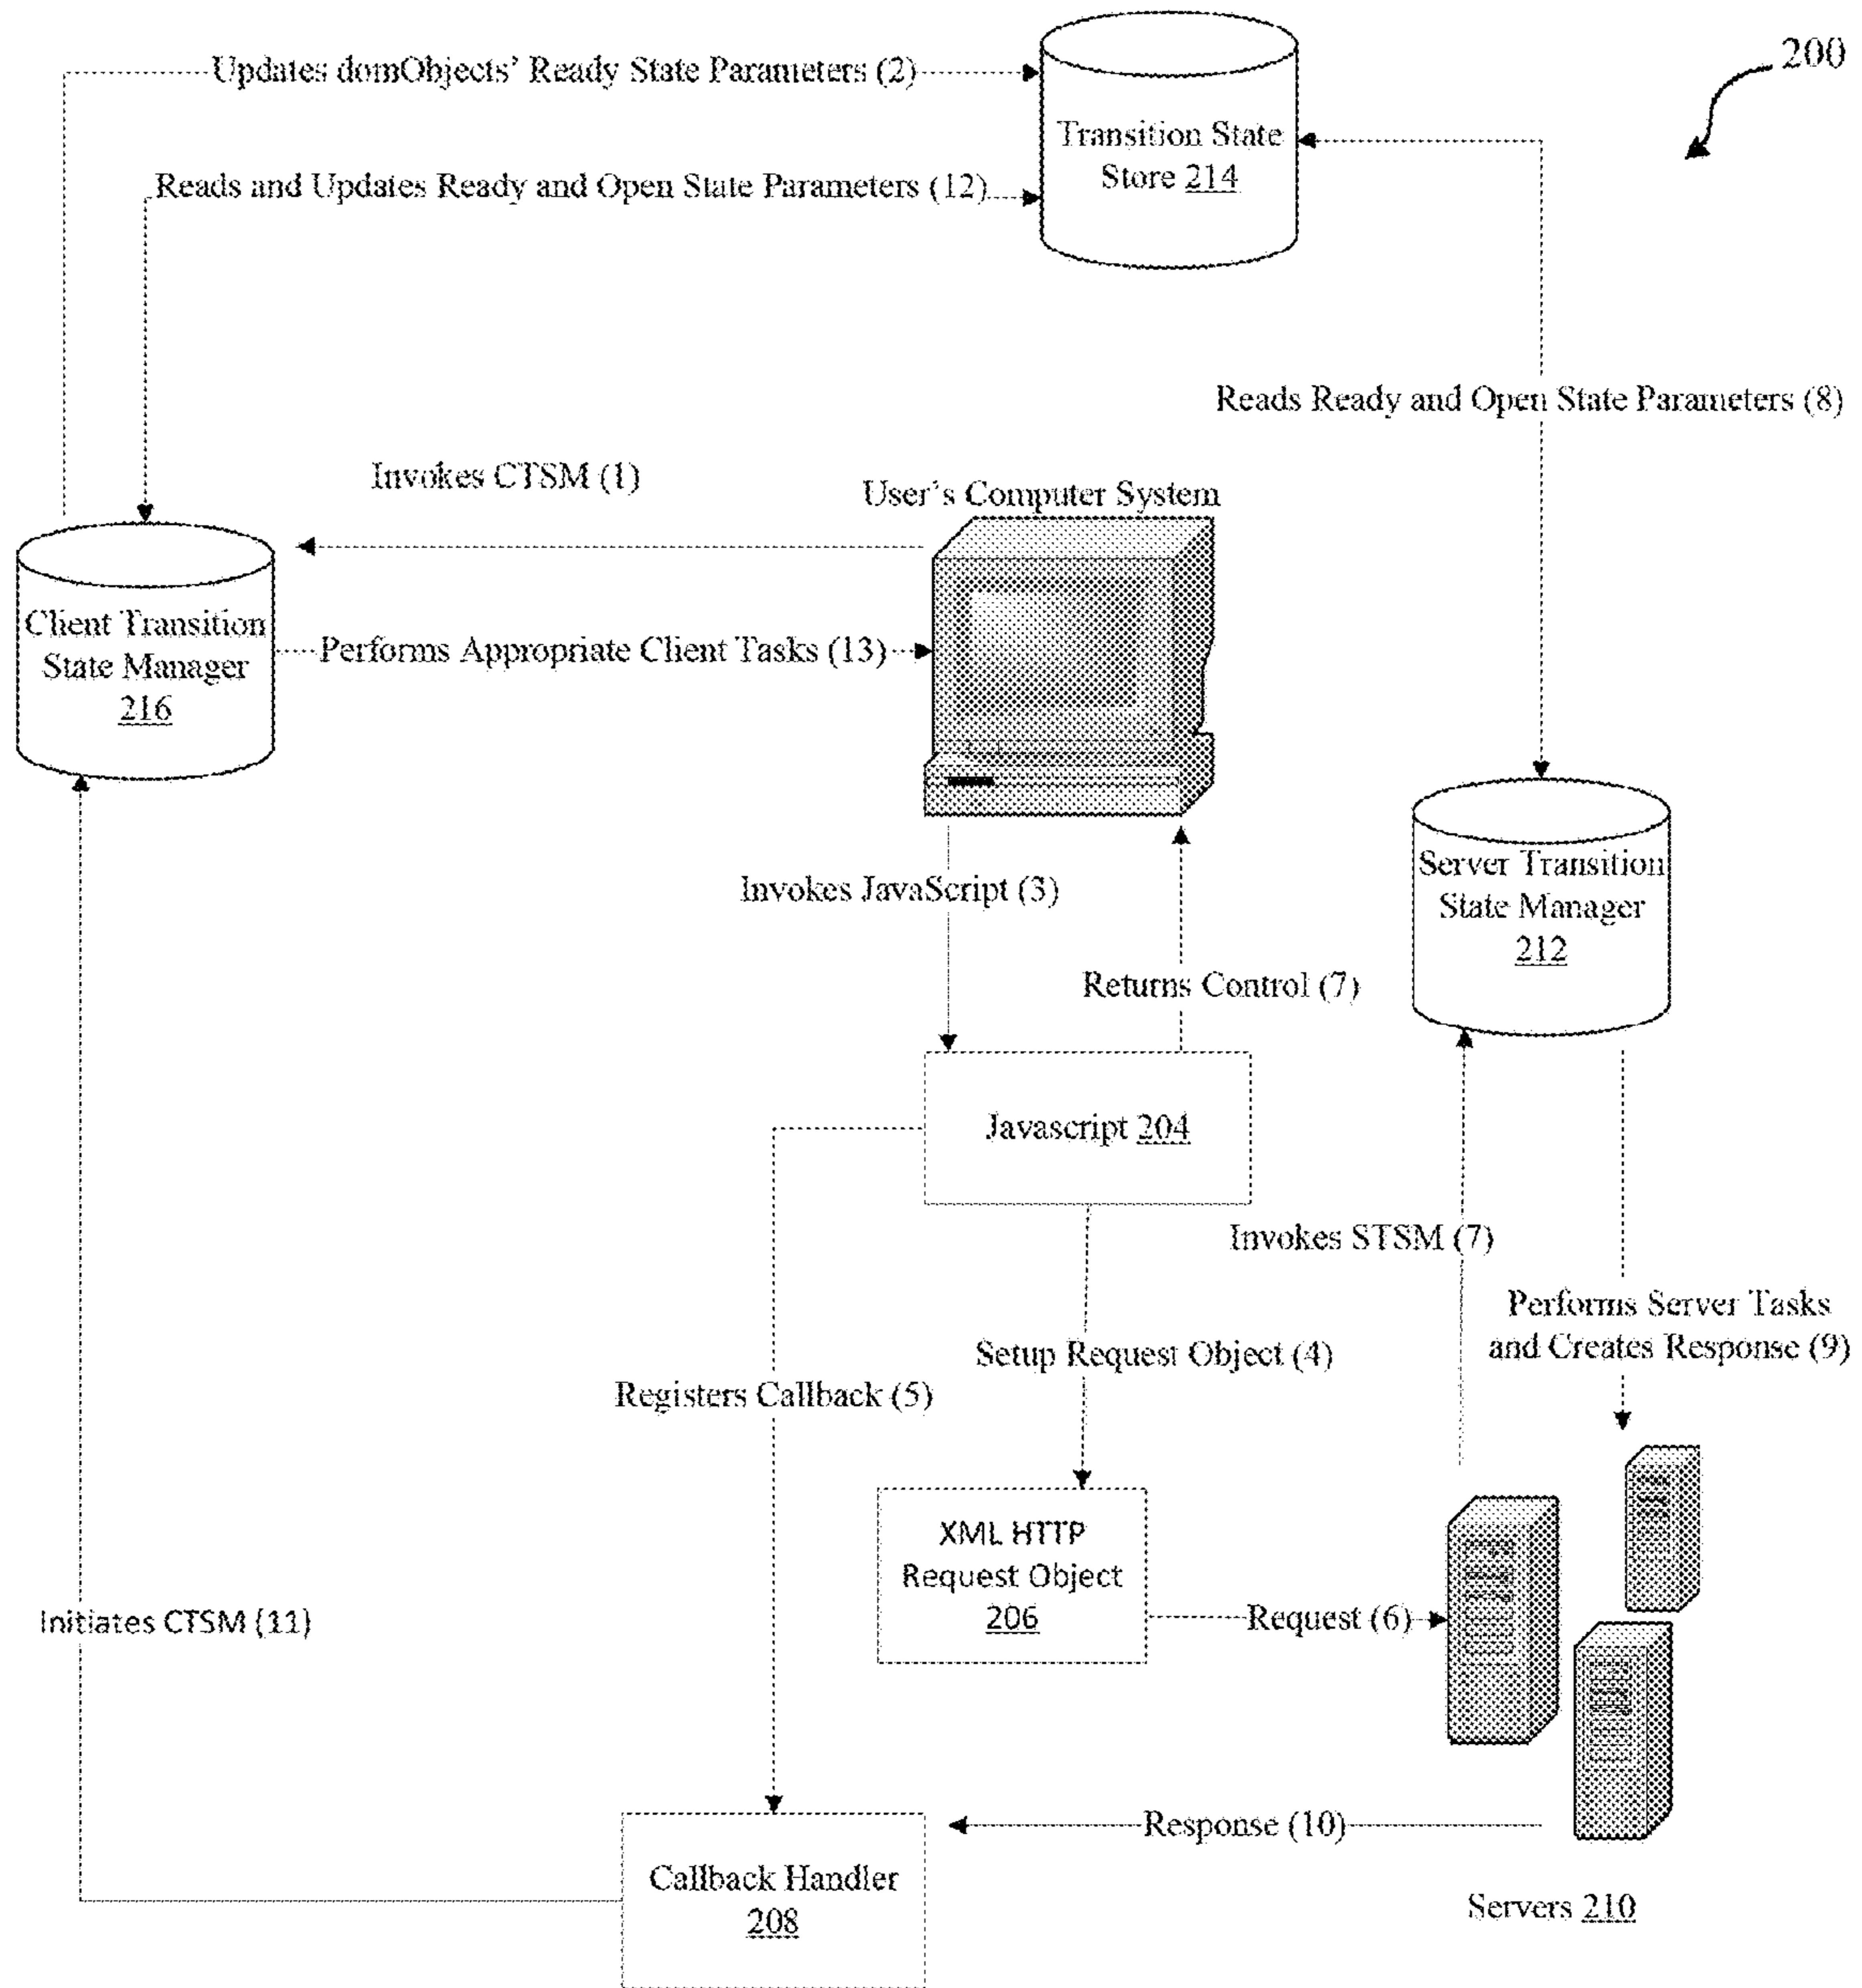 Updates domObjects' Ready State Parameters (2)
200
Transition State
Store 214
Reads and Updates Ready and Open State Parameters (12)
Reads Ready and Open State Parameters (8)
Invokes CTSM (1)
User's Computer System
Client Transition
State Manager
216
Performs Appropriate Client Tasks (13)
Server Transition
State Manager
212
Invokes JavaScript (3)
Returns Control (7)
Javascript 204
Invokes STSM (7)
Performs Server Tasks
and Creates Response (9)
Setup Request Object (4)
Registers Callback (5)
XML HTTP
Request Object
206
Request (6)
Initiates CTSM (11)
Response (10)
Callback Handler
208
Servers 210